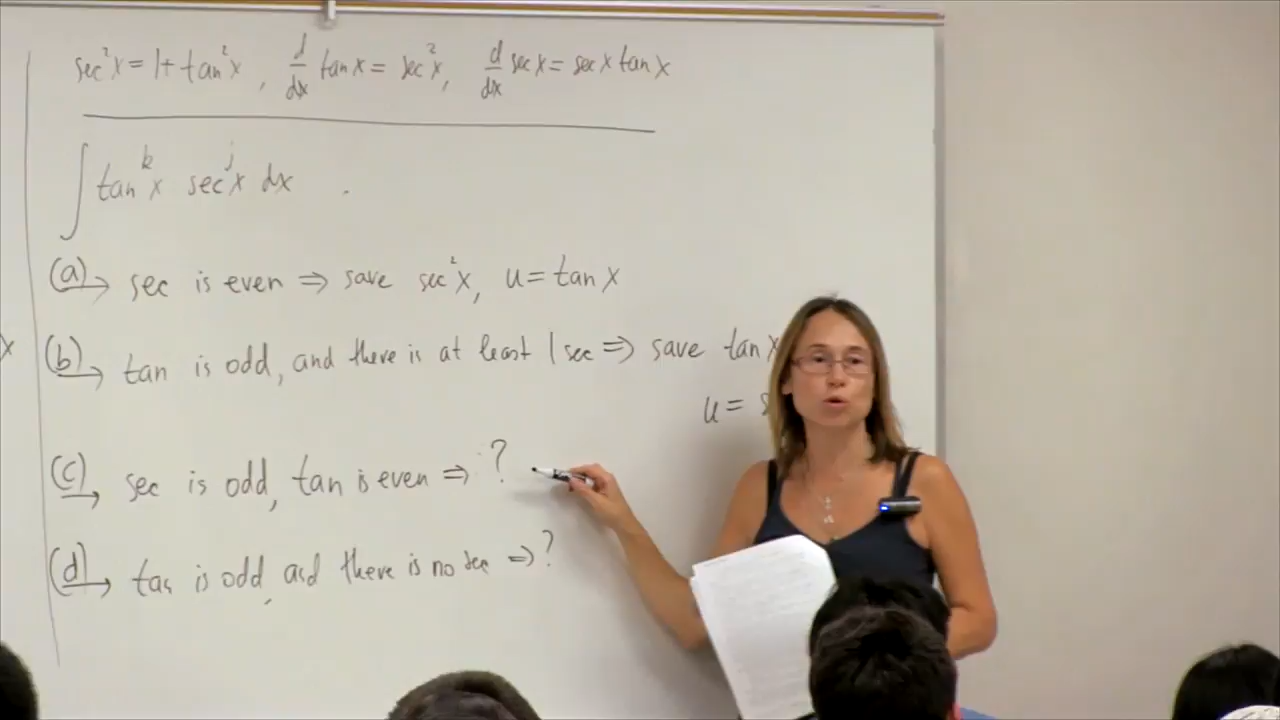 sec²x = 1 + tan²x , d/dx tan x = sec²x, d/dx sec x = sec x tan x
∫ tanᵏx secʲx dx .
(a) → sec is even ⇒ save sec²x, u = tan x
x
(b) → tan is odd, and there is at least 1 sec ⇒ save tan x
u =
(c) → sec is odd, tan is even ⇒ ?
(d) → tan is odd, and there is no sec ⇒ ?